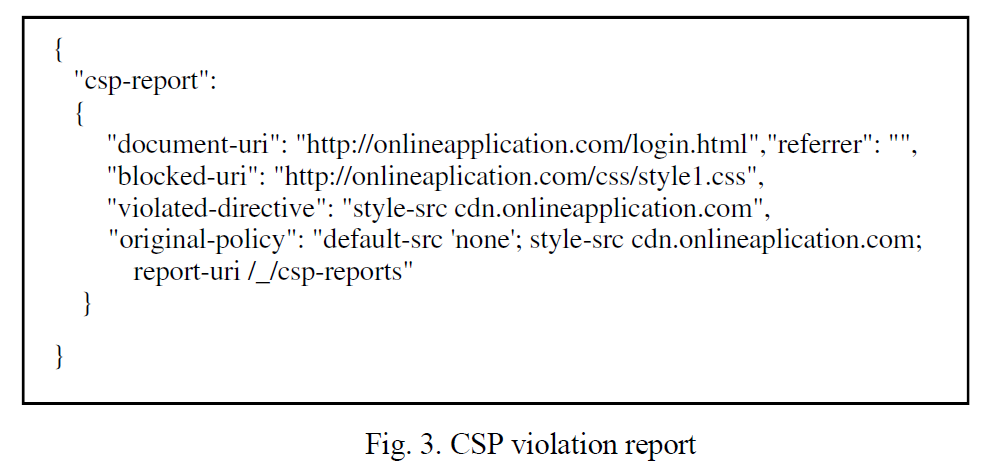 {
"csp-report":
{
"document-uri": "http://onlineapplication.com/login.html","referrer": "",
"blocked-uri": "http://onlineaplication.com/css/style1.css",
"violated-directive": "style-src cdn.onlineapplication.com",
"original-policy": "default-src 'none'; style-src cdn.onlineaplication.com;
report-uri /_/csp-reports"
}
}
Fig. 3. CSP violation report